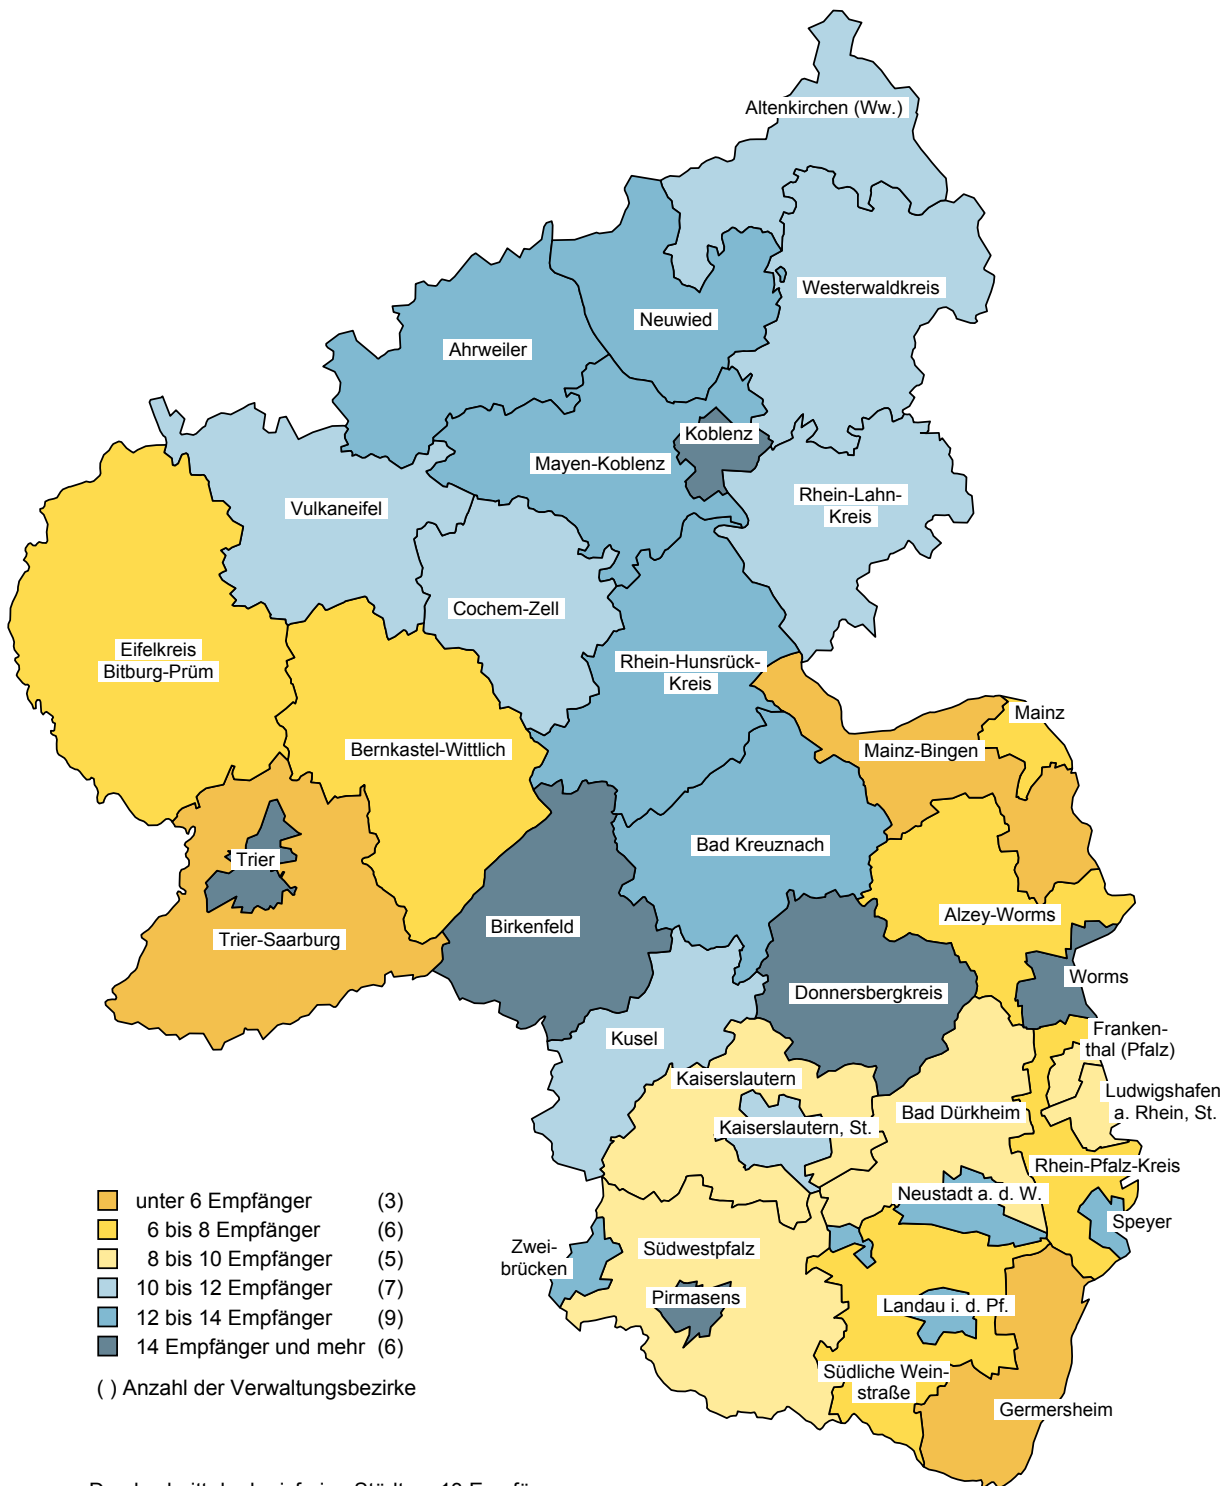 Altenkirchen (Ww.)
Westerwaldkreis
Neuwied
Ahrweiler
Koblenz
Mayen-Koblenz
Rhein-Lahn-
Kreis
Vulkaneifel
Cochem-Zell
Eifelkreis
Bitburg-Prüm
Rhein-Hunsrück-
Kreis
Mainz
Mainz-Bingen
Bernkastel-Wittlich
Bad Kreuznach
Trier
Trier-Saarburg
Birkenfeld
Alzey-Worms
Worms
Donnersbergkreis
Kusel
Franken-
thal (Pfalz)
Kaiserslautern
Ludwigshafen
a. Rhein, St.
Bad Dürkheim
Kaiserslautern, St.
Rhein-Pfalz-Kreis
Neustadt a. d. W.
Speyer
Zwei-
brücken
Südwestpfalz
Pirmasens
Landau i. d. Pf.
Südliche Wein-
straße
Germersheim
unter 6 Empfänger (3)
6 bis 8 Empfänger (6)
8 bis 10 Empfänger (5)
10 bis 12 Empfänger (7)
12 bis 14 Empfänger (9)
14 Empfänger und mehr (6)
( ) Anzahl der Verwaltungsbezirke